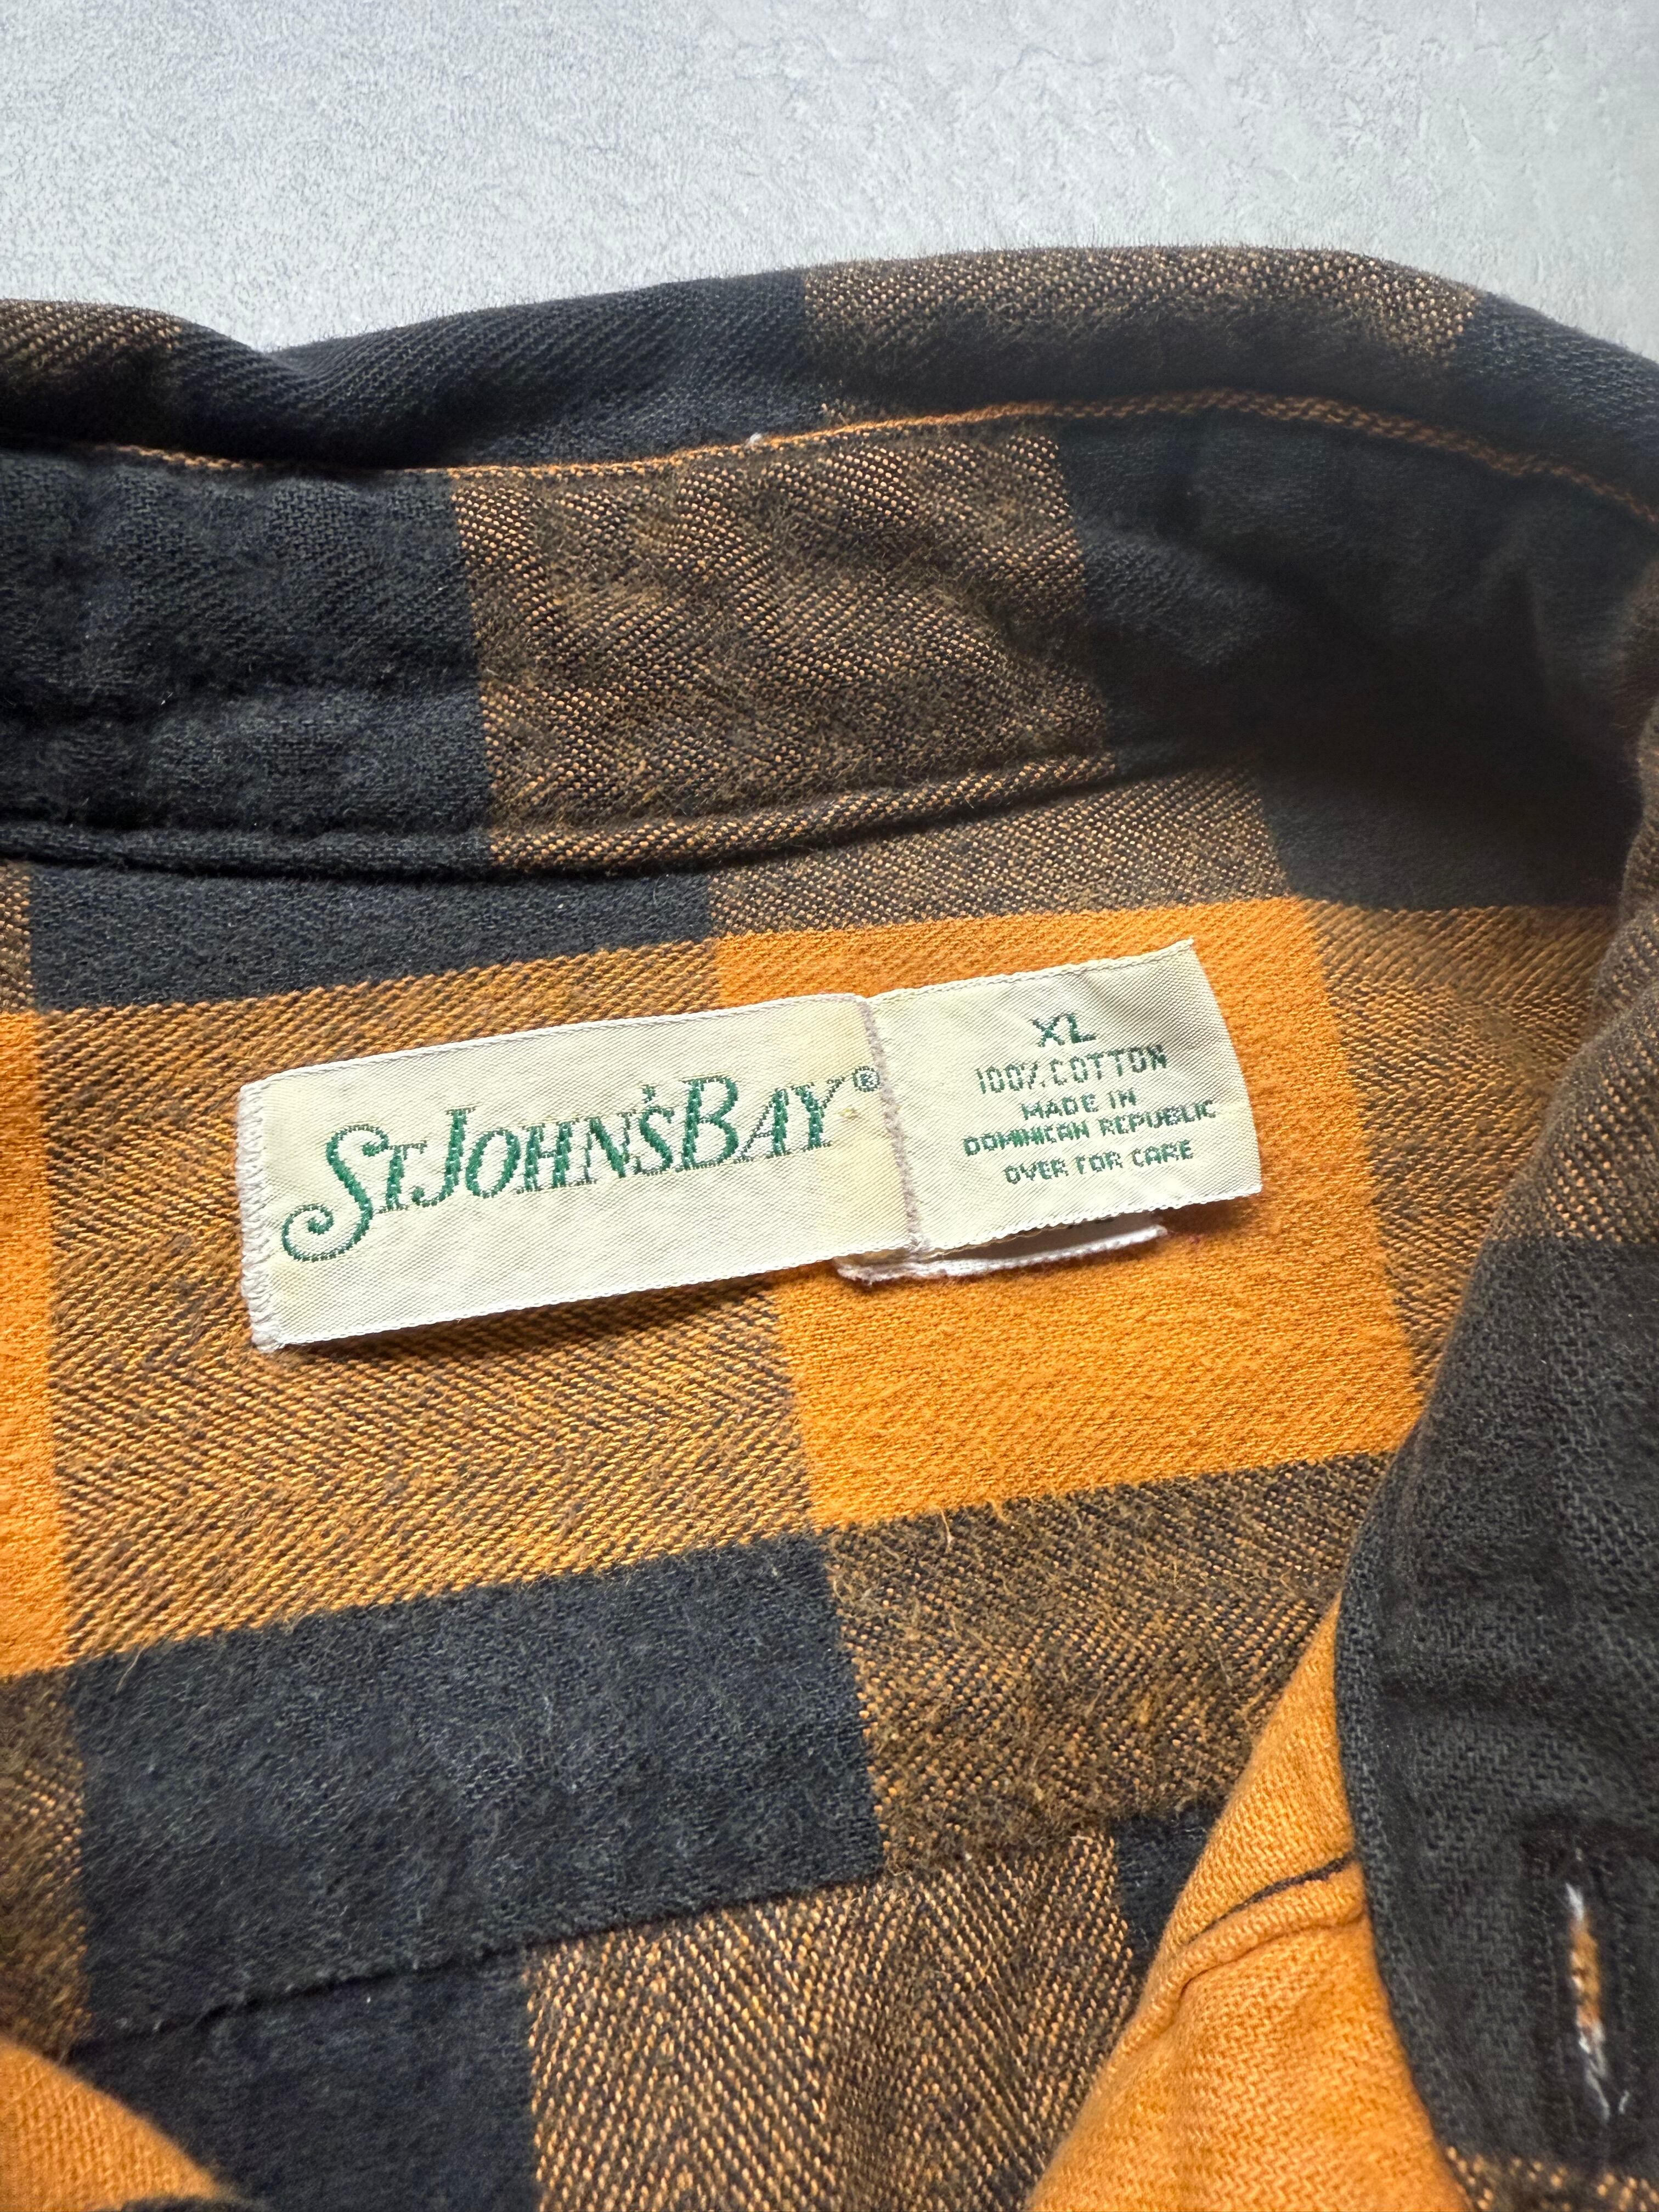 St John's Bay®
XL
100% COTTON
MADE IN
DOMINICAN REPUBLIC
OVER FOR CARE